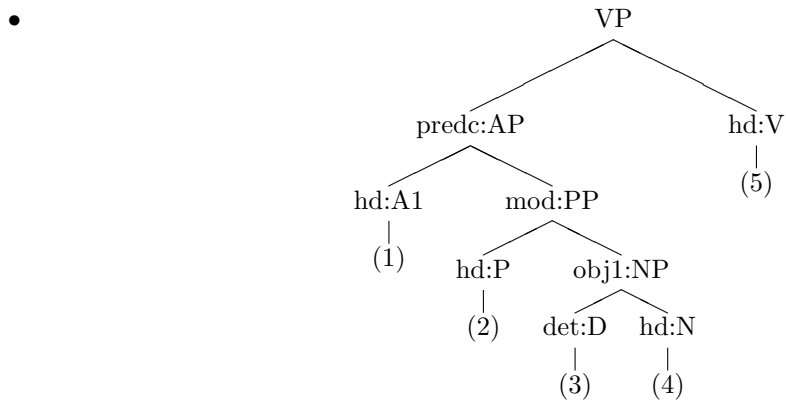 •
VP
predc:AP hd:V
(5)
hd:A1 mod:PP
(1)
hd:P obj1:NP
(2) det:D hd:N
(3) (4)